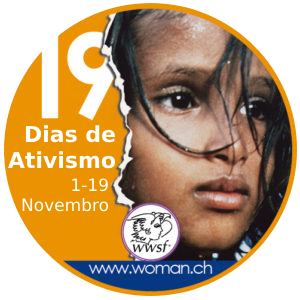 19
Dias de
Ativismo
1-19
Novembro
wwsf
www.woman.ch